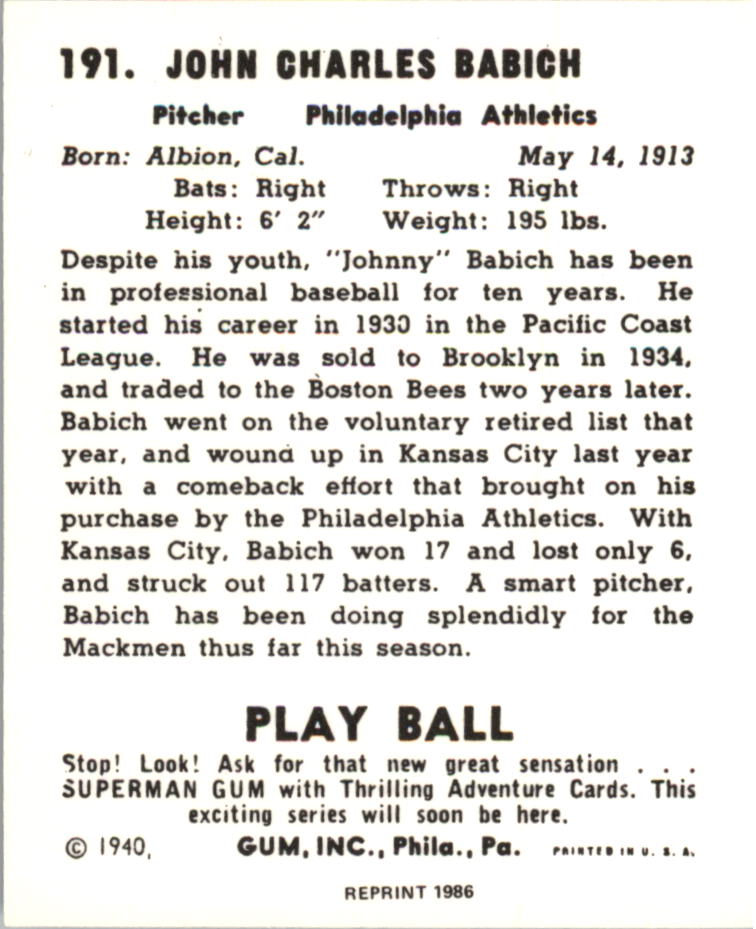 191. JOHN CHARLES BABICH
Pitcher Philadelphia Athletics
Born: Albion, Cal. May 14, 1913
Bats: Right Throws: Right
Height: 6' 2" Weight: 195 lbs.
Despite his youth, "Johnny" Babich has been
in professional baseball for ten years. He
started his career in 1930 in the Pacific Coast
League. He was sold to Brooklyn in 1934,
and traded to the Boston Bees two years later.
Babich went on the voluntary retired list that
year, and wound up in Kansas City last year
with a comeback effort that brought on his
purchase by the Philadelphia Athletics. With
Kansas City, Babich won 17 and lost only 6,
and struck out 117 batters. A smart pitcher,
Babich has been doing splendidly for the
Mackmen thus far this season.
PLAY BALL
Stop! Look! Ask for that new great sensation . . .
SUPERMAN GUM with Thrilling Adventure Cards. This
exciting series will soon be here.
© 1940, GUM, INC., Phila., Pa. PRINTED IN U. S. A.
REPRINT 1986